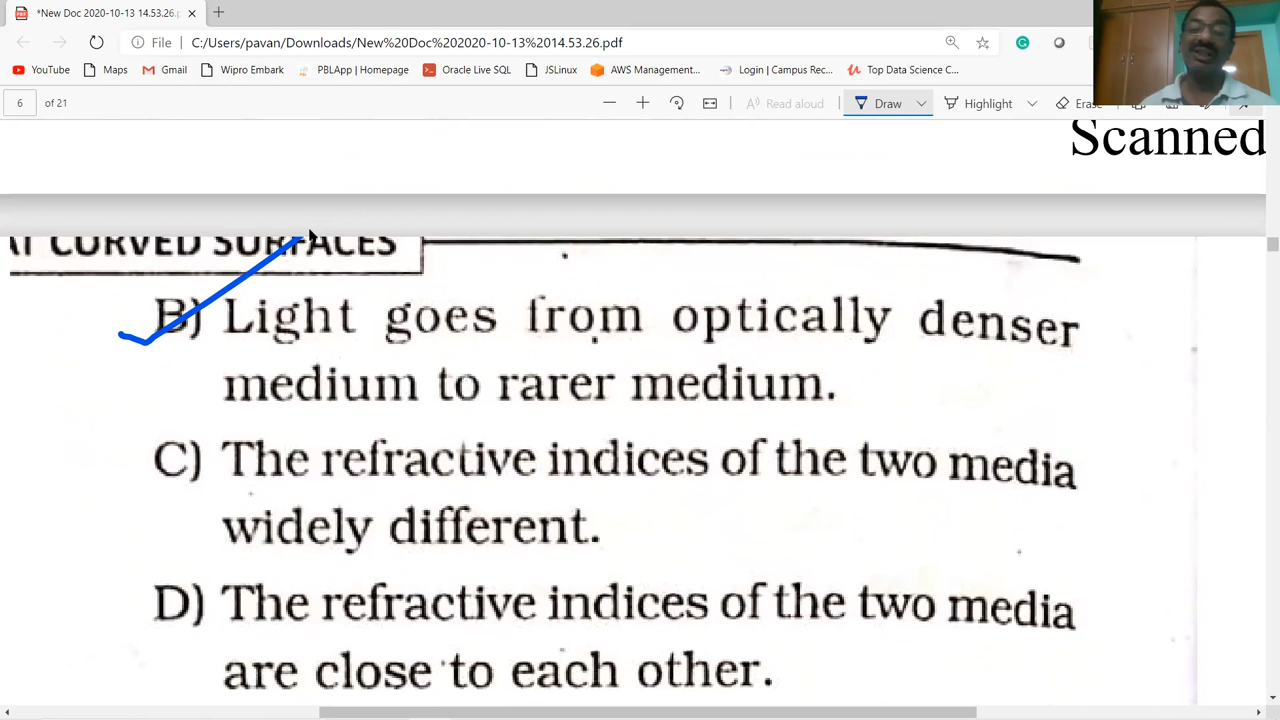 *New Doc 2020-10-13 14.53.26.p
File C:/Users/pavan/Downloads/New%20Doc%202020-10-13%2014.53.26.pdf
YouTube Maps Gmail Wipro Embark PBLApp | Homepage Oracle Live SQL JSLinux AWS Management... Login | Campus Rec... Top Data Science C...
6 of 21 Read aloud Draw Highlight Erase
Scanned
AT CURVED SURFACES
B) Light goes from optically denser
medium to rarer medium.
C) The refractive indices of the two media
widely different.
D) The refractive indices of the two media
are close to each other.